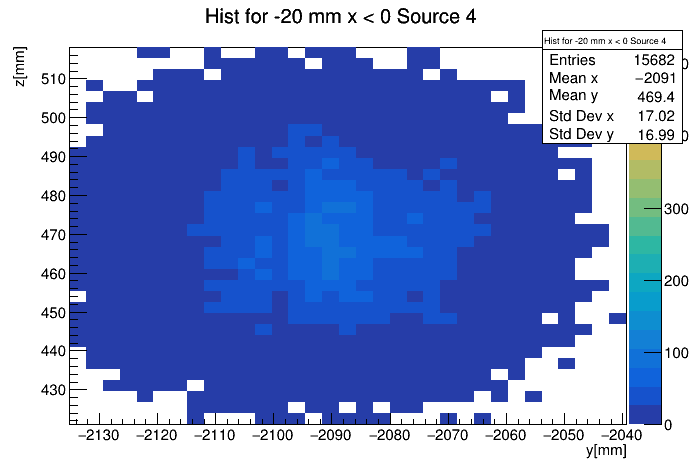 Hist for -20 mm x < 0 Source 4
Hist for -20 mm x < 0 Source 4
Entries 15682
Mean x −2091
Mean y 469.4
Std Dev x 17.02
Std Dev y 16.99
z[mm]
510
500
490
480
470
460
450
440
430
−2130 −2120 −2110 −2100 −2090 −2080 −2070 −2060 −2050 −2040
y[mm]
300
200
100
0